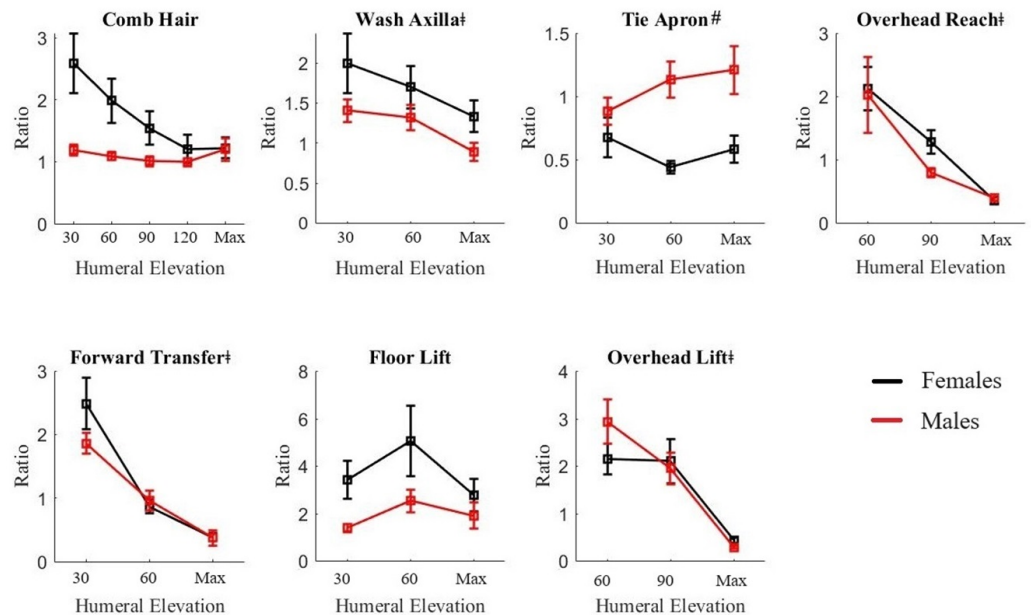 Comb Hair
3
2
1
0
Ratio
30 60 90 120 Max
Humeral Elevation
Wash Axilla‡
2
1.5
1
0.5
0
Ratio
30 60 Max
Humeral Elevation
Tie Apron#
1.5
1
0.5
0
Ratio
30 60 Max
Humeral Elevation
Overhead Reach‡
3
2
1
0
Ratio
60 90 Max
Humeral Elevation
Forward Transfer‡
3
2
1
0
Ratio
30 60 Max
Humeral Elevation
Floor Lift
8
6
4
2
0
Ratio
30 60 Max
Humeral Elevation
Overhead Lift‡
4
3
2
1
0
Ratio
60 90 Max
Humeral Elevation
Females
Males